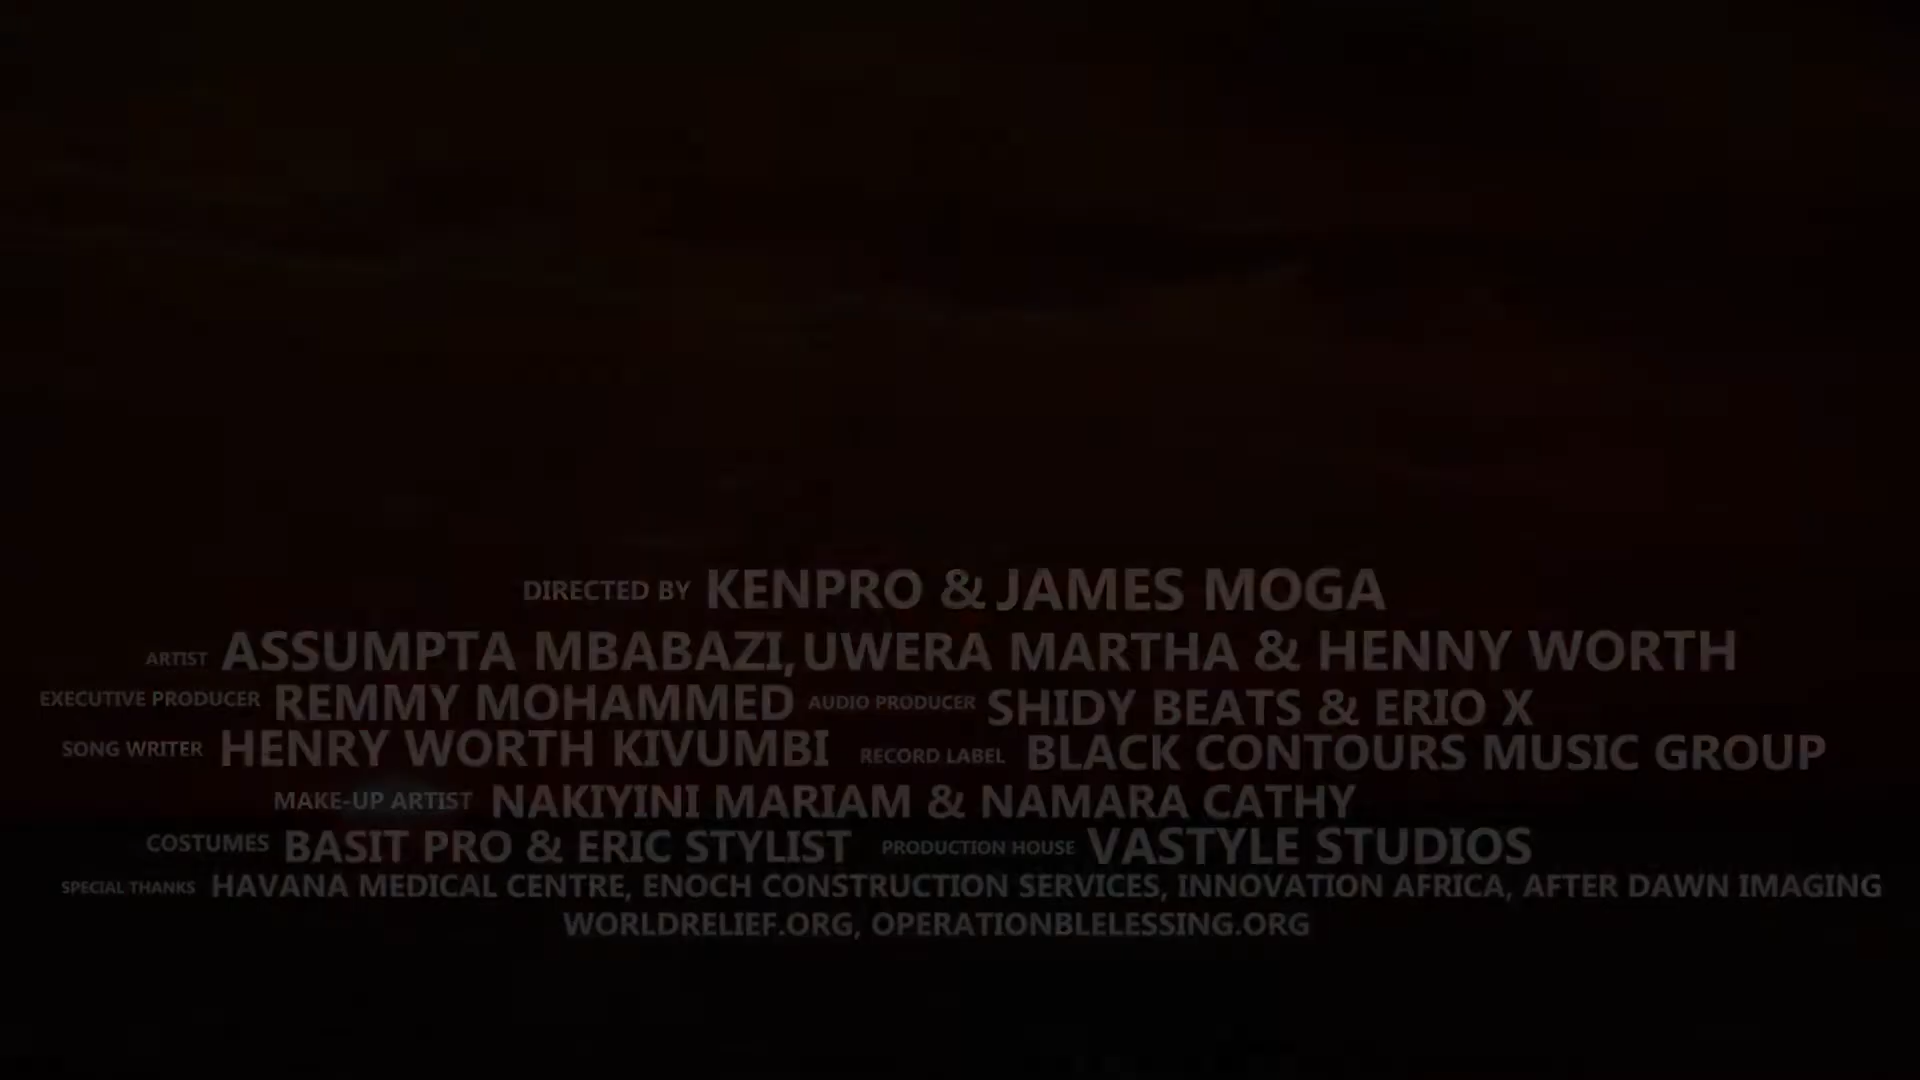 DIRECTED BY KENPRO & JAMES MOGA
ARTIST ASSUMPTA MBABAZI, UWERA MARTHA & HENNY WORTH
EXECUTIVE PRODUCER REMMY MOHAMMED AUDIO PRODUCER SHIDY BEATS & ERIO X
SONG WRITER HENRY WORTH KIVUMBI RECORD LABEL BLACK CONTOURS MUSIC GROUP
MAKE-UP ARTIST NAKIYINI MARIAM & NAMARA CATHY
COSTUMES BASIT PRO & ERIC STYLIST PRODUCTION HOUSE VASTYLE STUDIOS
SPECIAL THANKS HAVANA MEDICAL CENTRE, ENOCH CONSTRUCTION SERVICES, INNOVATION AFRICA, AFTER DAWN IMAGING
WORLDRELIEF.ORG, OPERATIONBLELESSING.ORG